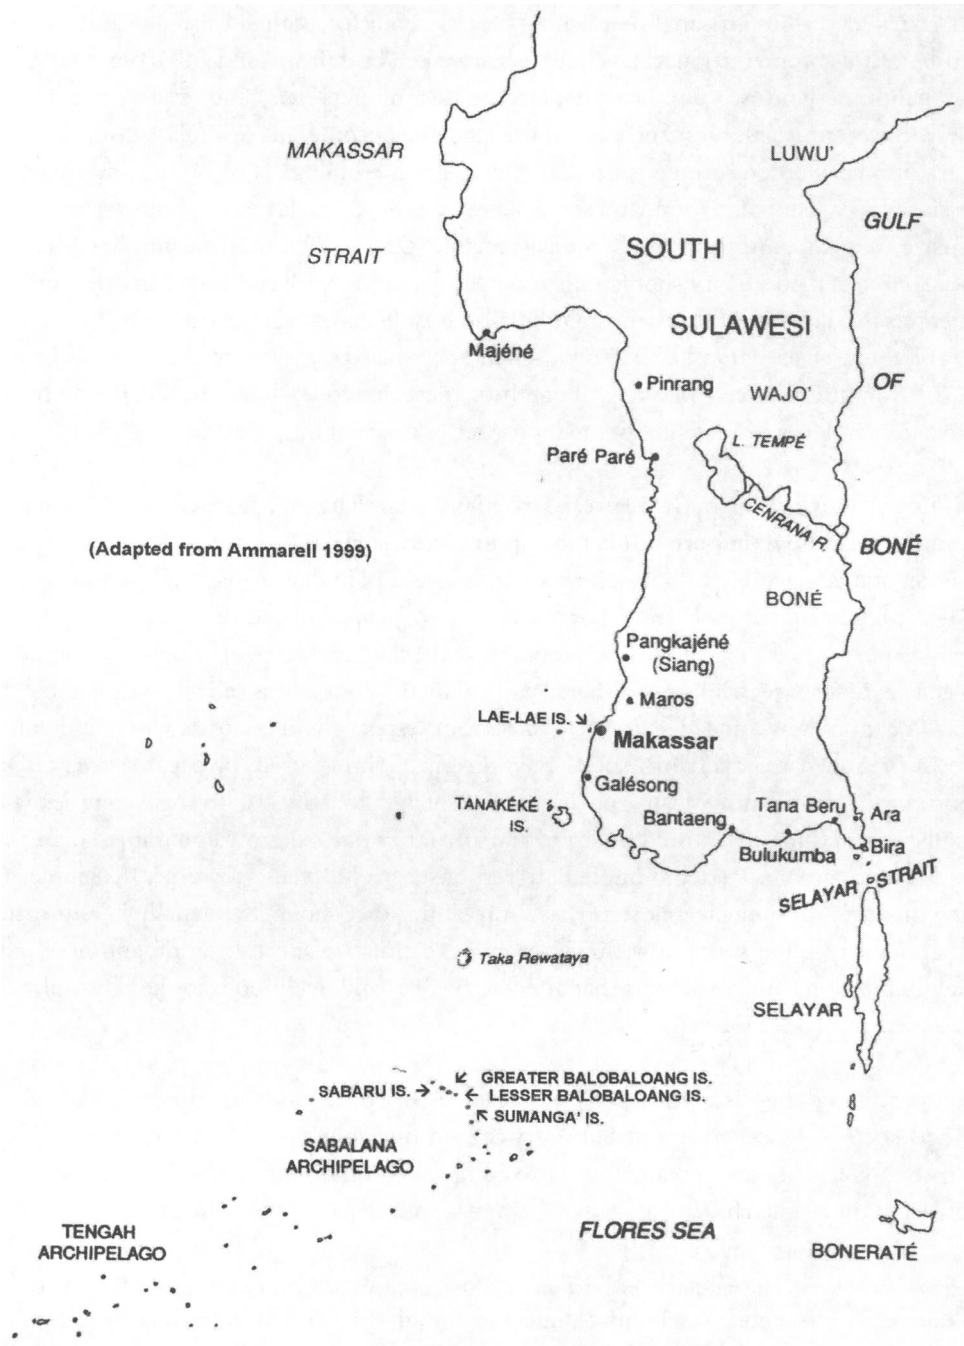 MAKASSAR
STRAIT
LUWU'
GULF
SOUTH
SULAWESI
Majéné
Pinrang
WAJO'
OF
L. TEMPÉ
Paré Paré
CENRANA R.
(Adapted from Ammarell 1999)
BONÉ
BONÉ
Pangkajéné
(Siang)
Maros
LAE-LAE IS.
Makassar
Galésong
TANAKÉKÉ
IS.
Bantaeng
Tana Beru
Ara
Bulukumba
Bira
SELAYAR STRAIT
Taka Rewataya
SELAYAR
GREATER BALOBALOANG IS.
SABARU IS.
LESSER BALOBALOANG IS.
SUMANGA' IS.
SABALANA
ARCHIPELAGO
TENGAH
ARCHIPELAGO
FLORES SEA
BONERATÉ